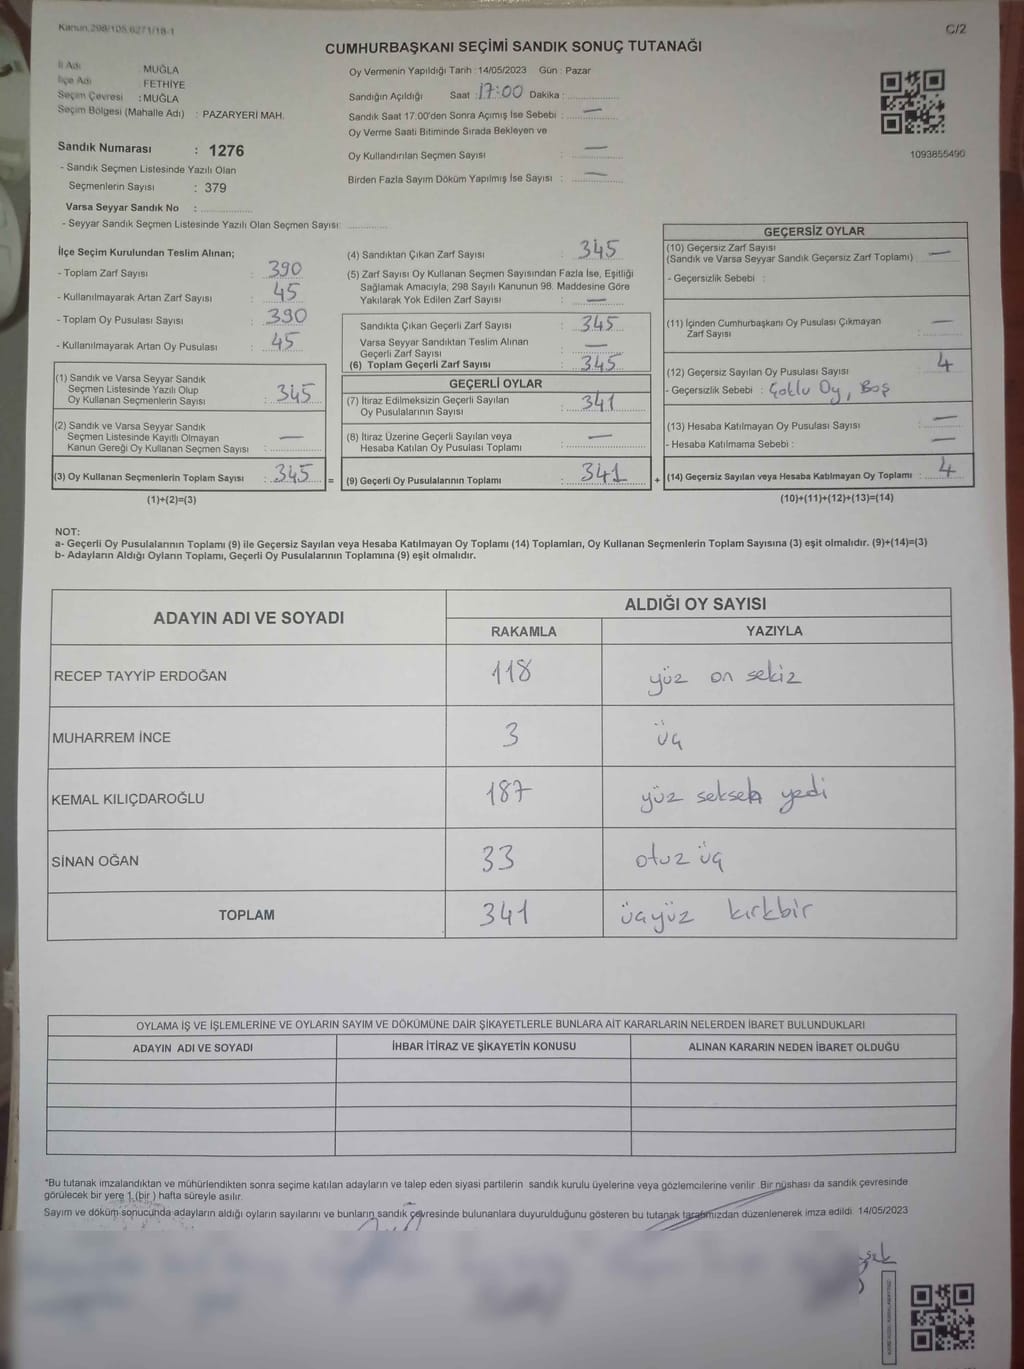 Kanun.298/105,6271/18-1
C/2
CUMHURBAŞKANI SEÇİMİ SANDIK SONUÇ TUTANAĞI
İl Adı : MUĞLA
İlçe Adı : FETHİYE
Seçim Çevresi : MUĞLA
Seçim Bölgesi (Mahalle Adı) : PAZARYERİ MAH.
Sandık Numarası : 1276
- Sandık Seçmen Listesinde Yazılı Olan
Seçmenlerin Sayısı : 379
Varsa Seyyar Sandık No :
- Seyyar Sandık Seçmen Listesinde Yazılı Olan Seçmen Sayısı:
Oy Vermenin Yapıldığı Tarih : 14/05/2023 Gün : Pazar
Sandığın Açıldığı Saat : 17:00 Dakika :
Sandık Saat 17:00'den Sonra Açımış İse Sebebi : —
Oy Verme Saati Bitiminde Sırada Bekleyen ve
Oy Kullandırılan Seçmen Sayısı : —
Birden Fazla Sayım Döküm Yapılmış İse Sayısı : —
1093855490
İlçe Seçim Kurulundan Teslim Alınan;
- Toplam Zarf Sayısı : 390
- Kullanılmayarak Artan Zarf Sayısı : 45
- Toplam Oy Pusulası Sayısı : 390
- Kullanılmayarak Artan Oy Pusulası : 45
(1) Sandık ve Varsa Seyyar Sandık
Seçmen Listesinde Yazılı Olup
Oy Kullanan Seçmenlerin Sayısı : 345
(2) Sandık ve Varsa Seyyar Sandık
Seçmen Listesinde Kayıtlı Olmayan
Kanun Gereği Oy Kullanan Seçmen Sayısı : —
(3) Oy Kullanan Seçmenlerin Toplam Sayısı : 345 =
(1)+(2)=(3)
(4) Sandıktan Çıkan Zarf Sayısı : 345
(5) Zarf Sayısı Oy Kullanan Seçmen Sayısından Fazla İse, Eşitliği
Sağlamak Amacıyla, 298 Sayılı Kanunun 98. Maddesine Göre
Yakılarak Yok Edilen Zarf Sayısı : —
Sandıkta Çıkan Geçerli Zarf Sayısı : 345
Varsa Seyyar Sandıktan Teslim Alınan
Geçerli Zarf Sayısı : —
(6) Toplam Geçerli Zarf Sayısı : 345
GEÇERLİ OYLAR
(7) İtiraz Edilmeksizin Geçerli Sayılan
Oy Pusulalarının Sayısı : 341
(8) İtiraz Üzerine Geçerli Sayılan veya
Hesaba Katılan Oy Pusulası Toplamı : —
(9) Geçerli Oy Pusulalarının Toplamı : 341 +
GEÇERSİZ OYLAR
(10) Geçersiz Zarf Sayısı
(Sandık ve Varsa Seyyar Sandık Geçersiz Zarf Toplamı) —
- Geçersizlik Sebebi :
(11) İçinden Cumhurbaşkanı Oy Pusulası Çıkmayan
Zarf Sayısı : —
(12) Geçersiz Sayılan Oy Pusulası Sayısı : 4
- Geçersizlik Sebebi : Çoklu Oy, Boş
(13) Hesaba Katılmayan Oy Pusulası Sayısı : —
- Hesaba Katılmama Sebebi : —
(14) Geçersiz Sayılan veya Hesaba Katılmayan Oy Toplamı : 4
(10)+(11)+(12)+(13)=(14)
NOT:
a- Geçerli Oy Pusulalarının Toplamı (9) ile Geçersiz Sayılan veya Hesaba Katılmayan Oy Toplamı (14) Toplamları, Oy Kullanan Seçmenlerin Toplam Sayısına (3) eşit olmalıdır. (9)+(14)=(3)
b- Adayların Aldığı Oyların Toplamı, Geçerli Oy Pusulalarının Toplamına (9) eşit olmalıdır.
ADAYIN ADI VE SOYADI
ALDIĞI OY SAYISI
RAKAMLA YAZIYLA
RECEP TAYYİP ERDOĞAN 118 yüz on sekiz
MUHARREM İNCE 3 üç
KEMAL KILIÇDAROĞLU 187 yüz seksen yedi
SİNAN OĞAN 33 otuz üç
TOPLAM 341 üçyüz kırkbir
OYLAMA İŞ VE İŞLEMLERİNE VE OYLARIN SAYIM VE DÖKÜMÜNE DAİR ŞİKAYETLERLE BUNLARA AİT KARARLARIN NELERDEN İBARET BULUNDUKLARI
ADAYIN ADI VE SOYADI İHBAR İTİRAZ VE ŞİKAYETİN KONUSU ALINAN KARARIN NEDEN İBARET OLDUĞU
*Bu tutanak imzalandıktan ve mühürlendikten sonra seçime katılan adayların ve talep eden siyasi partilerin sandık kurulu üyelerine veya gözlemcilerine verilir. Bir nüshası da sandık çevresinde
görülecek bir yere 1 (bir ) hafta süreyle asılır.
Sayım ve döküm sonucunda adayların aldığı oyların sayılarını ve bunların sandık çevresinde bulunanlara duyurulduğunu gösteren bu tutanak tarafımızdan düzenlenerek imza edildi. 14/05/2023